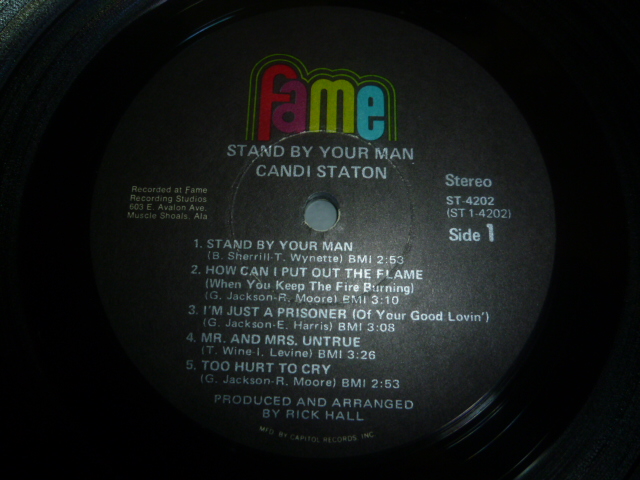 fame
STAND BY YOUR MAN
CANDI STATON
Recorded at Fame
Recording Studios
603 E. Avalon Ave.
Muscle Shoals, Ala
Stereo
ST-4202
(ST 1-4202)
Side 1
1. STAND BY YOUR MAN
(B. Sherrill-T. Wynette) BMI 2:53
2. HOW CAN I PUT OUT THE FLAME
(When You Keep The Fire Burning)
(G. Jackson-R. Moore) BMI 3:10
3. I'M JUST A PRISONER (Of Your Good Lovin')
(G. Jackson-E. Harris) BMI 3:08
4. MR. AND MRS. UNTRUE
(T. Wine-I. Levine) BMI 3:26
5. TOO HURT TO CRY
(G. Jackson-R. Moore) BMI 2:53
PRODUCED AND ARRANGED
BY RICK HALL
MFD. BY CAPITOL RECORDS, INC.